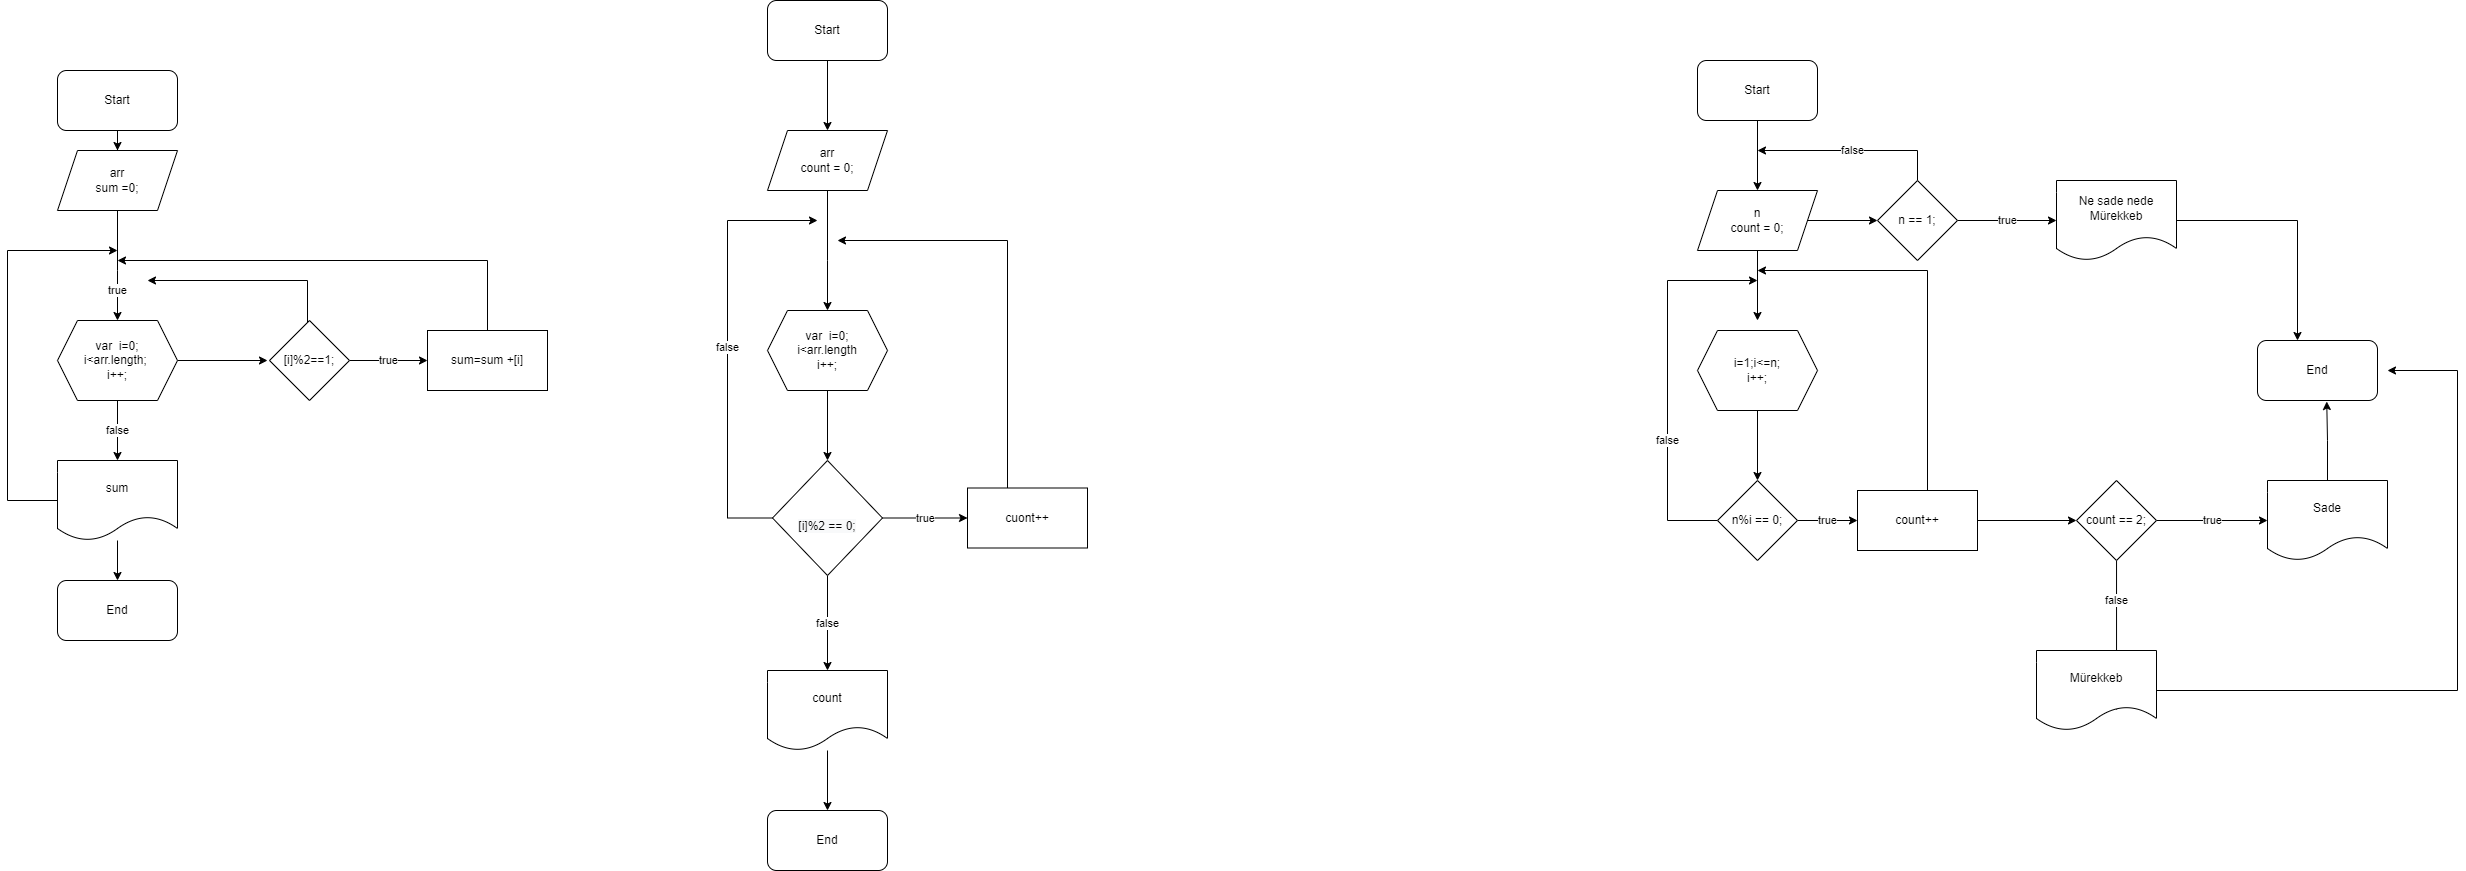 Start
arr
sum =0;
true
var  i=0;
i<arr.length;
i++;
[i]%2==1;
true
sum=sum +[i]
false
sum
End
Start
arr
count = 0;
var  i=0;
i<arr.length
i++;
false
[i]%2 == 0;
true
cuont++
false
count
End
Start
false
n
count = 0;
n == 1;
true
Ne sade nede
Mürekkeb
i=1;i<=n;
i++;
End
false
n%i == 0;
true
count++
count == 2;
true
Sade
false
Mürekkeb